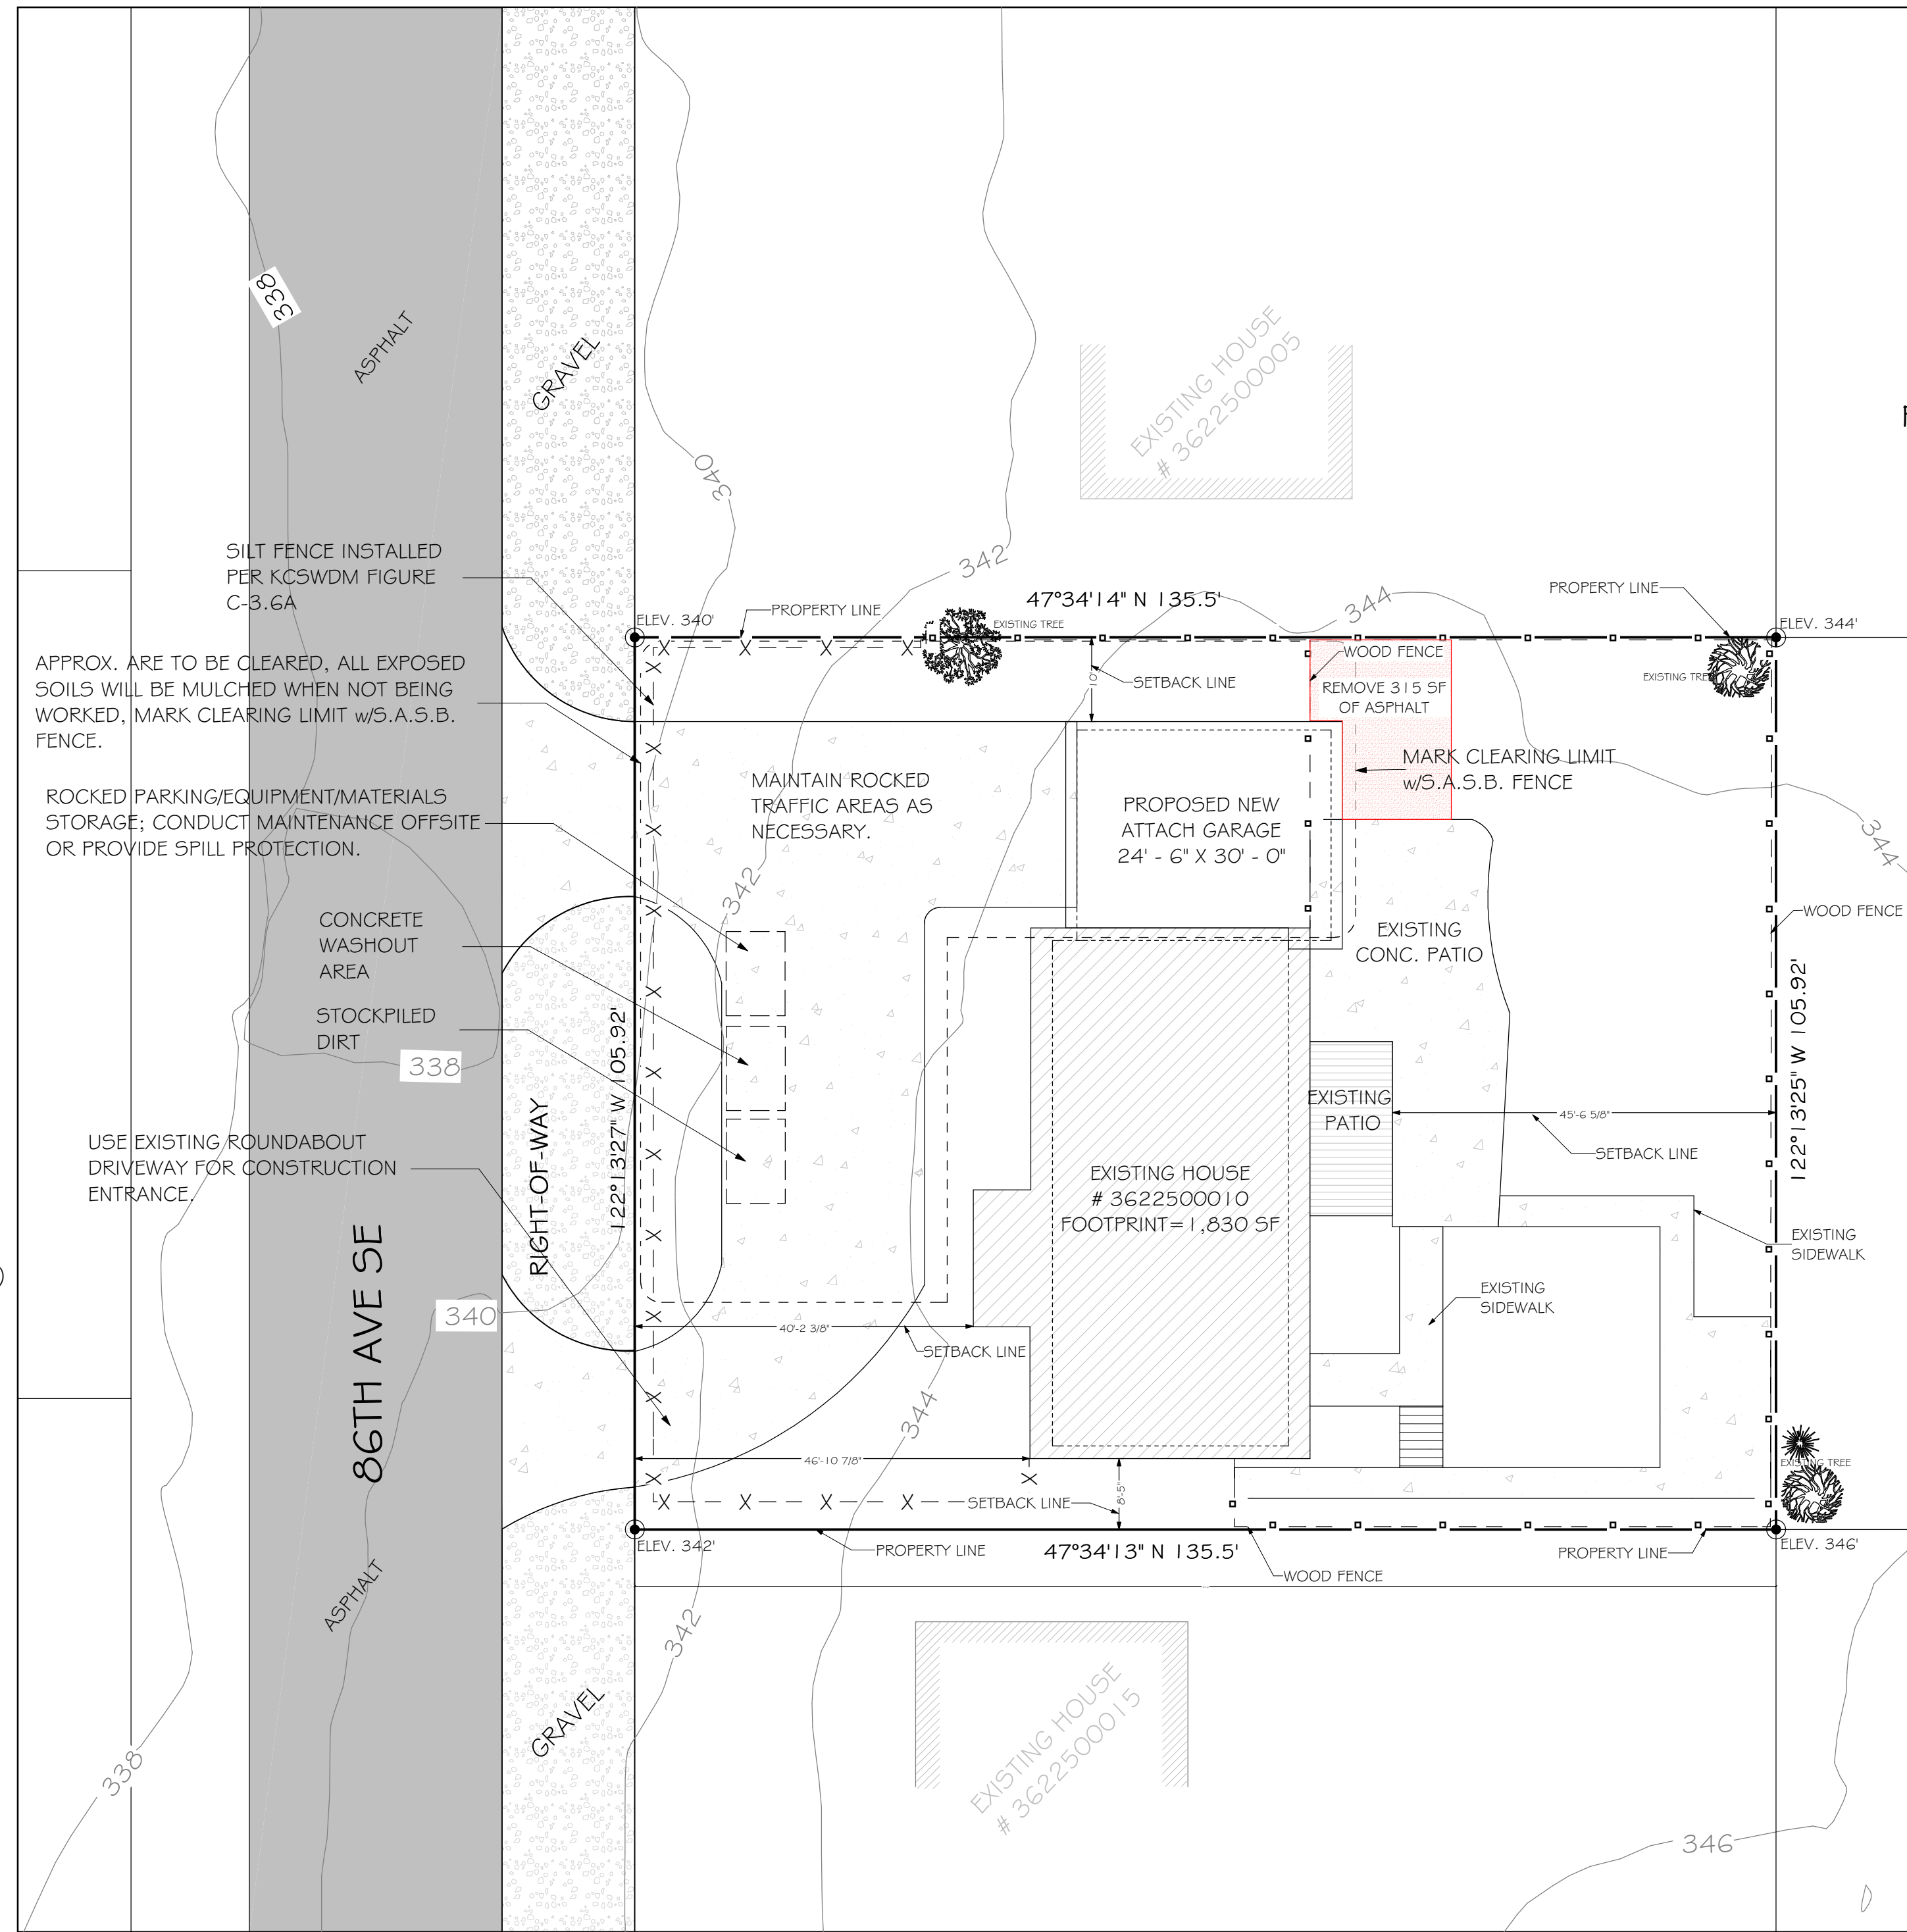 338
ASPHALT
GRAVEL
EXISTING HOUSE
# 3622500005
340
SILT FENCE INSTALLED
PER KCSWDM FIGURE
C-3.6A
342
47°34'14" N 135.5'
344
PROPERTY LINE
ELEV. 340'
PROPERTY LINE
EXISTING TREE
ELEV. 344'
APPROX. ARE TO BE CLEARED, ALL EXPOSED
SOILS WILL BE MULCHED WHEN NOT BEING
WORKED, MARK CLEARING LIMIT w/S.A.S.B.
FENCE.
10'
SETBACK LINE
WOOD FENCE
REMOVE 315 SF
OF ASPHALT
EXISTING TREE
MARK CLEARING LIMIT
w/S.A.S.B. FENCE
ROCKED PARKING/EQUIPMENT/MATERIALS
STORAGE; CONDUCT MAINTENANCE OFFSITE
OR PROVIDE SPILL PROTECTION.
MAINTAIN ROCKED
TRAFFIC AREAS AS
NECESSARY.
PROPOSED NEW
ATTACH GARAGE
24' - 6" X 30' - 0"
344
342
CONCRETE
WASHOUT
AREA
EXISTING
CONC. PATIO
WOOD FENCE
STOCKPILED
DIRT
338
122°13'27" W 105.92'
122°13'25" W 105.92'
RIGHT-OF-WAY
EXISTING
PATIO
45'-6 5/8"
SETBACK LINE
USE EXISTING ROUNDABOUT
DRIVEWAY FOR CONSTRUCTION
ENTRANCE.
EXISTING HOUSE
# 3622500010
FOOTPRINT=1,830 SF
EXISTING
SIDEWALK
EXISTING
SIDEWALK
340
86TH AVE SE
40'-2 3/8"
SETBACK LINE
344
46'-10 7/8"
8'-5"
SETBACK LINE
EXISTING TREE
ELEV. 342'
PROPERTY LINE
47°34'13" N 135.5'
WOOD FENCE
PROPERTY LINE
ELEV. 346'
ASPHALT
342
GRAVEL
EXISTING HOUSE
# 3622500015
338
346